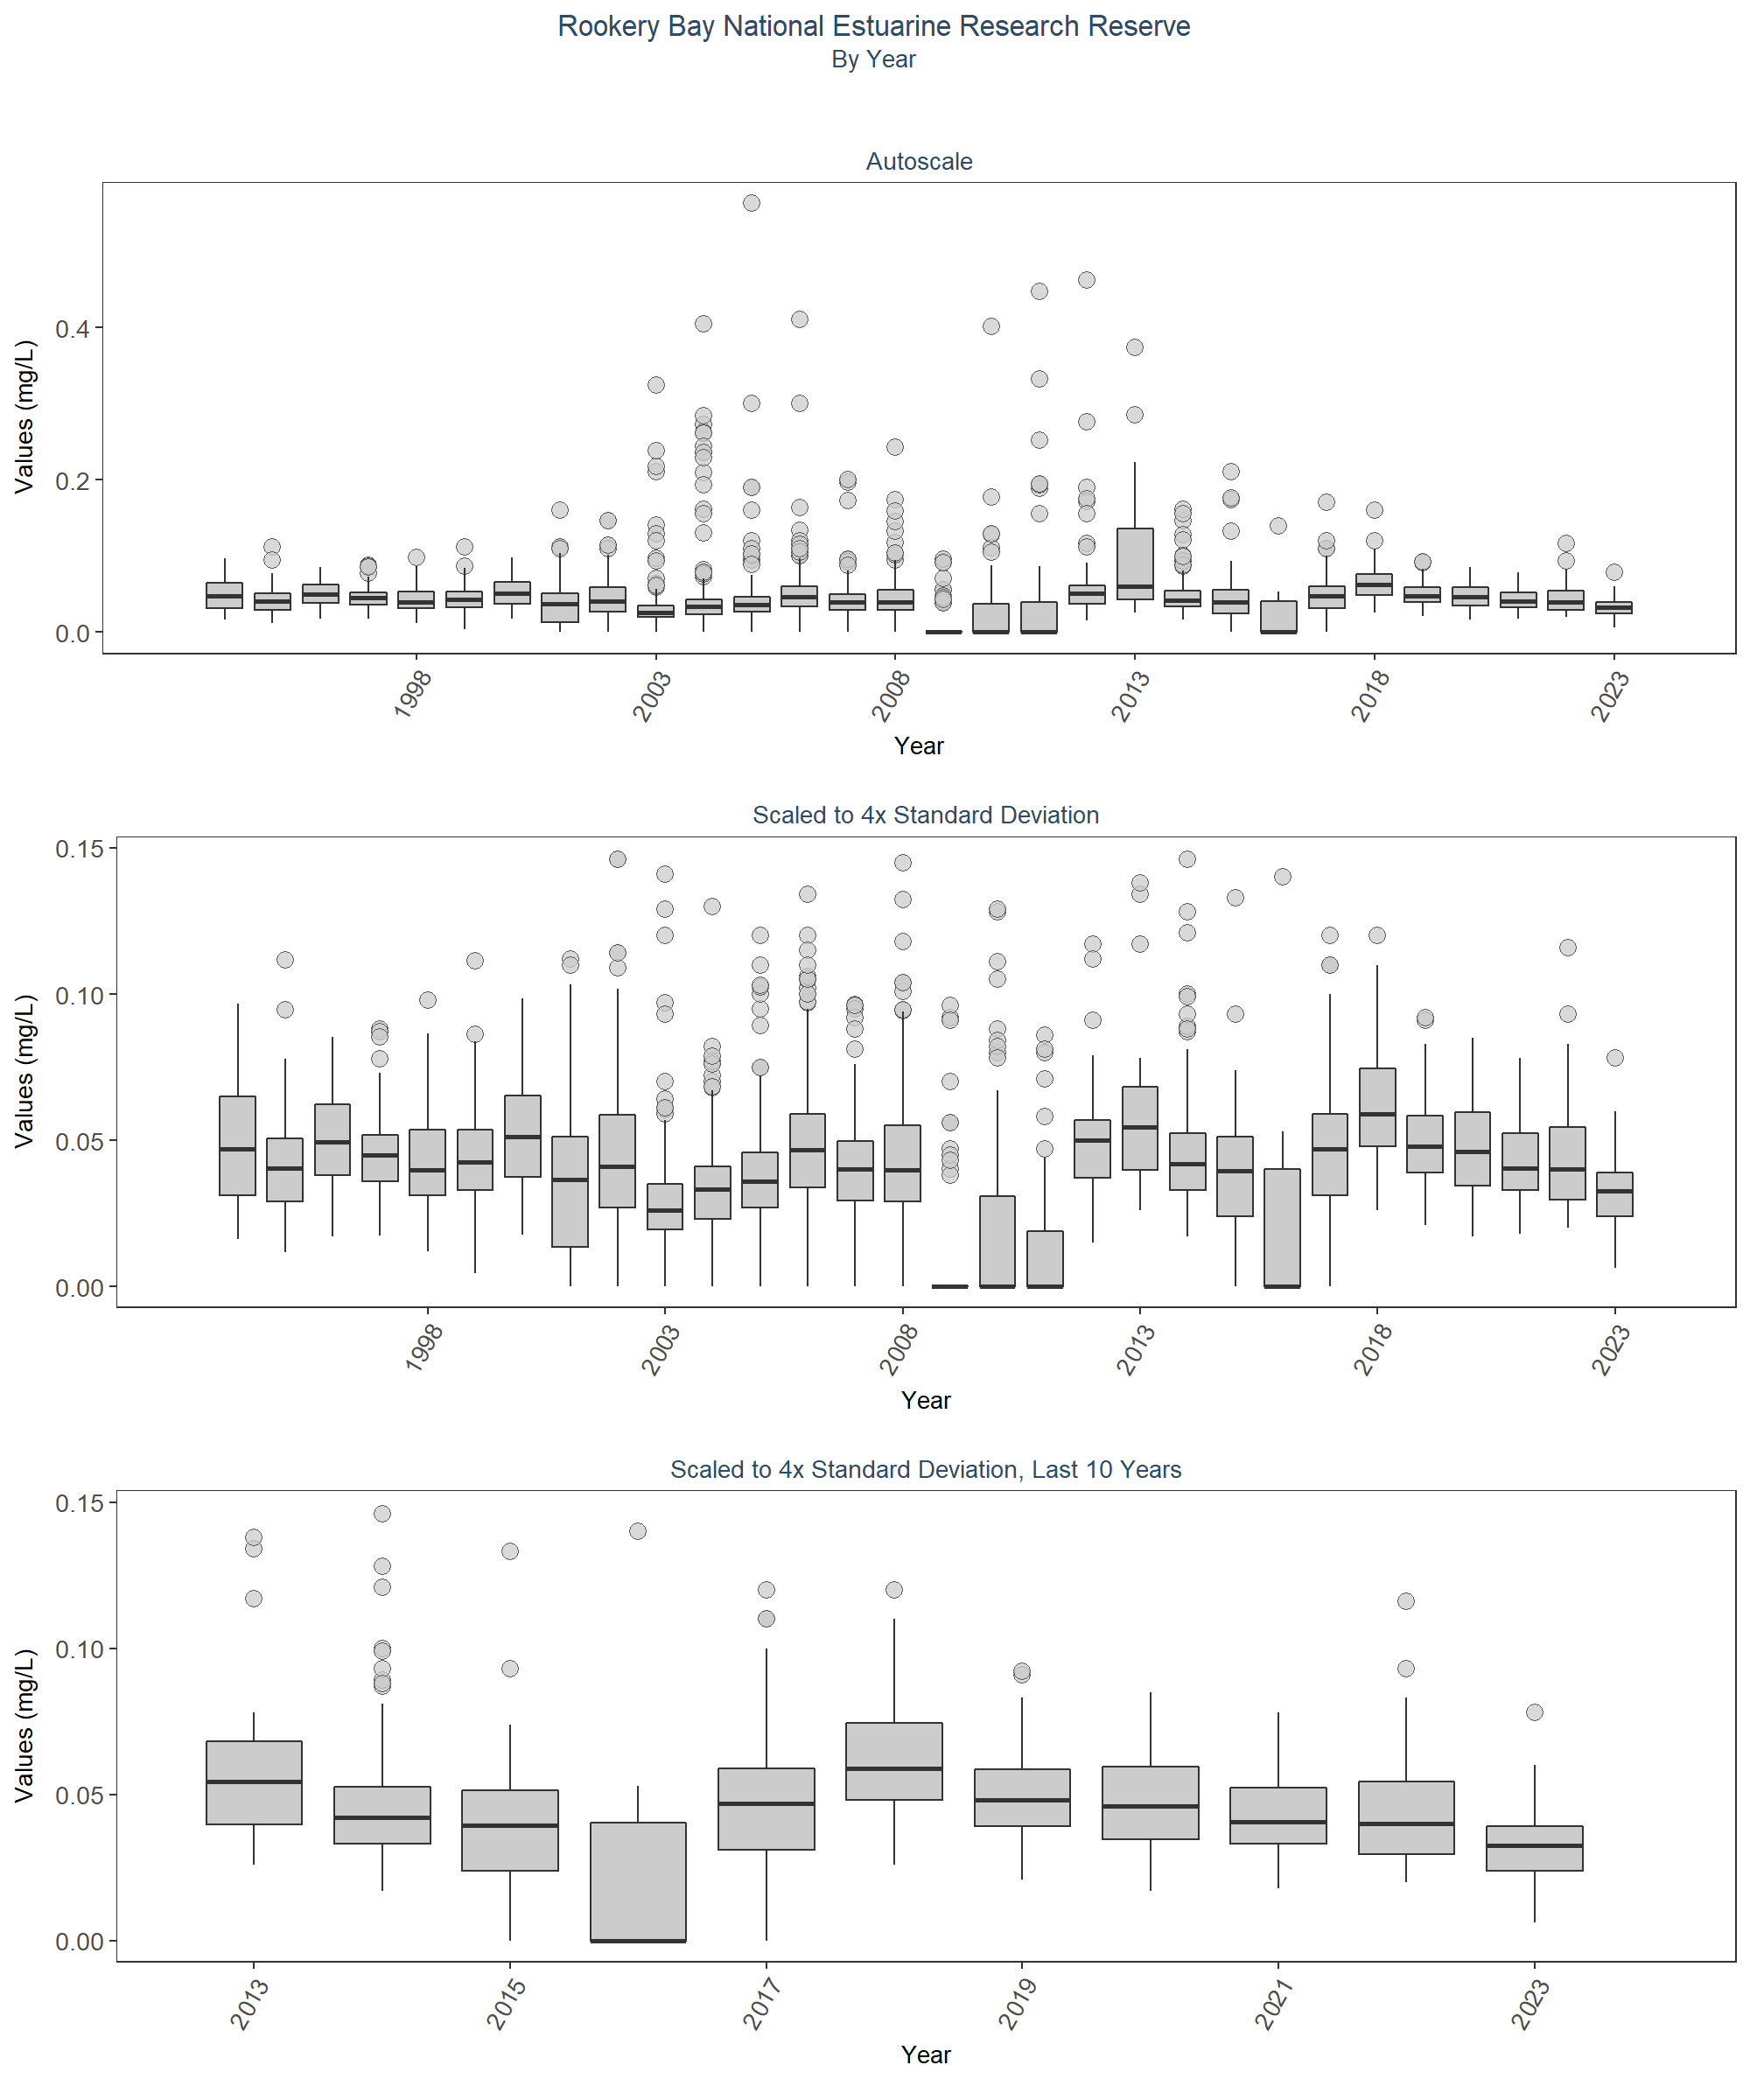 Rookery Bay National Estuarine Research Reserve
By Year
Autoscale
Values (mg/L)
0.4
0.2
0.0
1998
2003
2008
2013
2018
2023
Year
Scaled to 4x Standard Deviation
Values (mg/L)
0.15
0.10
0.05
0.00
1998
2003
2008
2013
2018
2023
Year
Scaled to 4x Standard Deviation, Last 10 Years
Values (mg/L)
0.15
0.10
0.05
0.00
2013
2015
2017
2019
2021
2023
Year